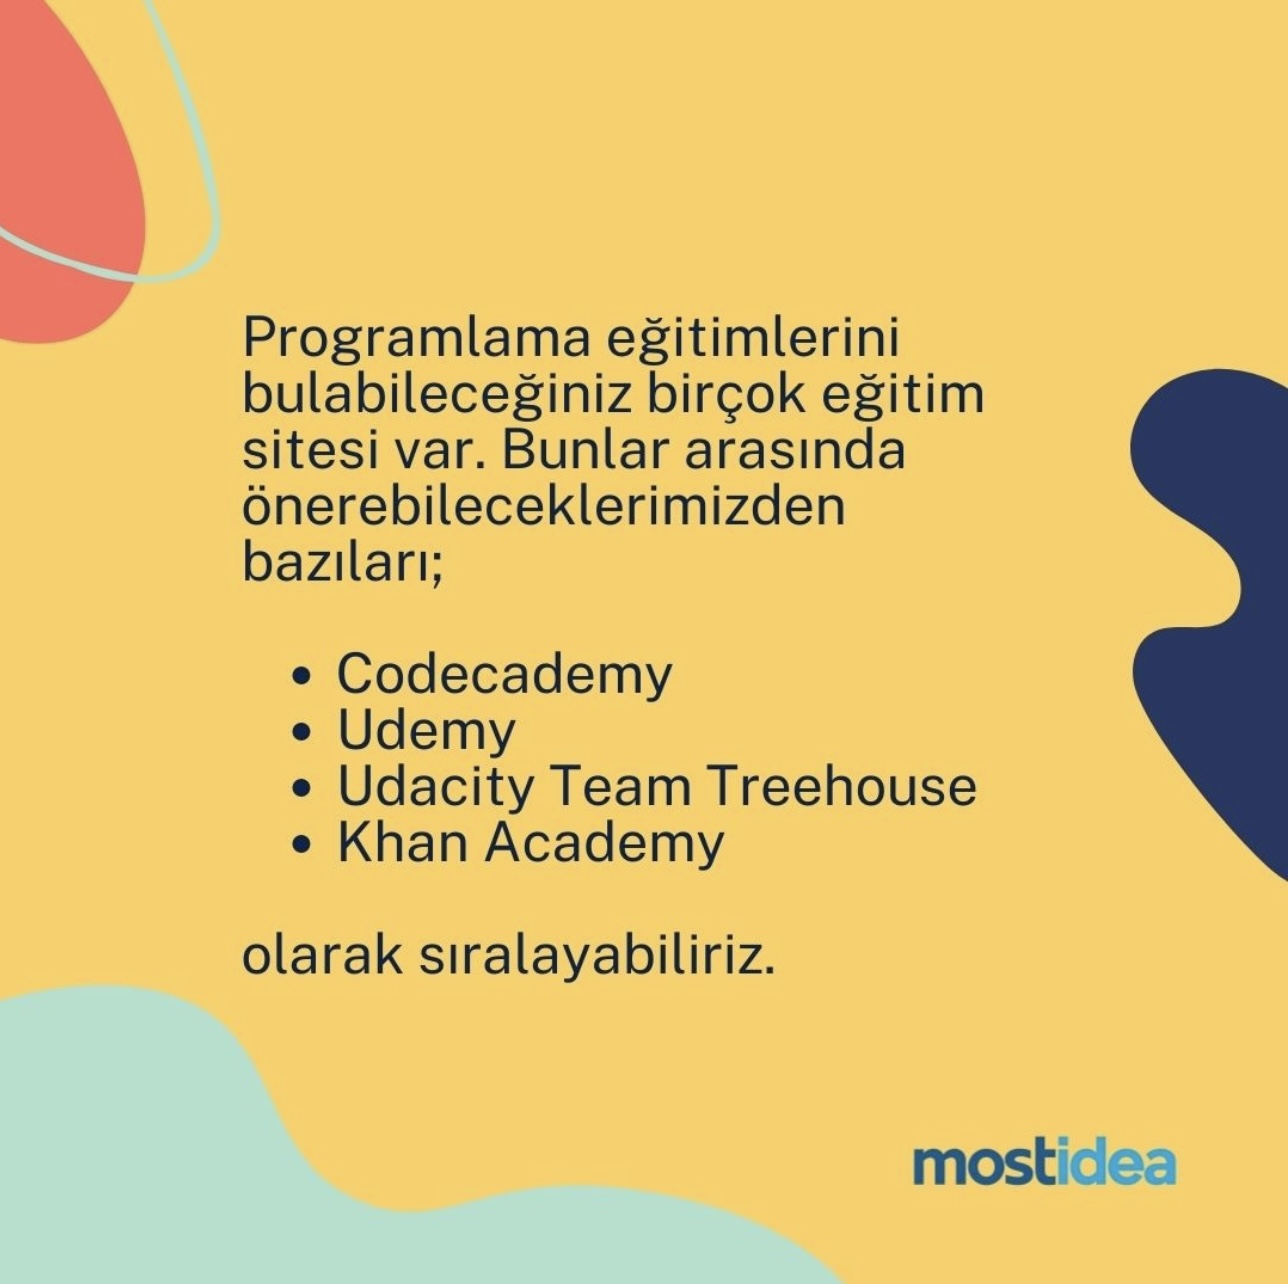 Programlama eğitimlerini
bulabileceğiniz birçok eğitim
sitesi var. Bunlar arasında
önerebileceklerimizden
bazıları;
• Codecademy
• Udemy
• Udacity Team Treehouse
• Khan Academy
olarak sıralayabiliriz.
mostidea